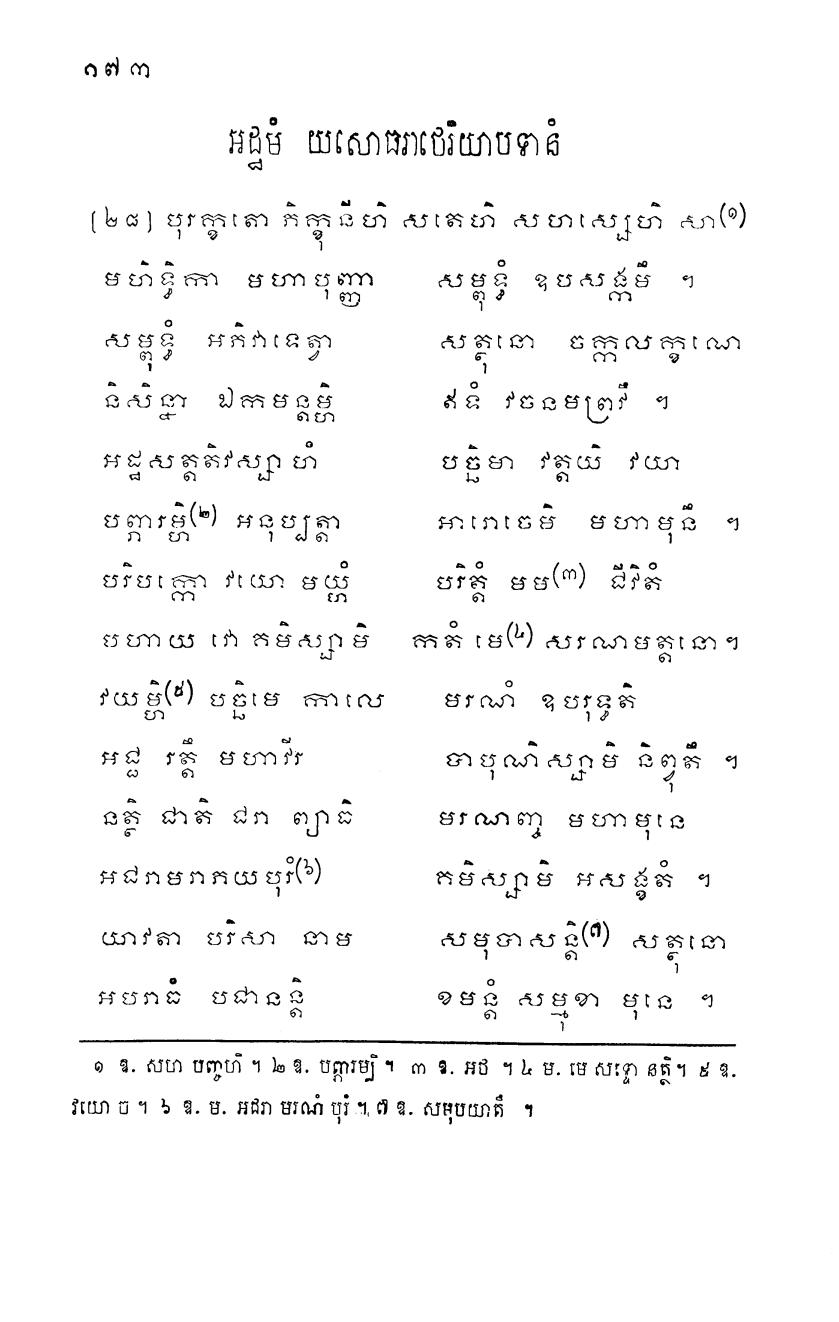 ១៧៣
អដ្ឋមំ យសោធរាថេរិយាបទានំ
[២៨] បុរក្ខតោ ភិក្ខុនីហិ សតេហិ សហស្សេហិ សា(១)
មហិទ្ធិកា មហាបុញ្ញា សម្ពុទ្ធំ ឧបសង្កមី ។
សម្ពុទ្ធំ អភិវាទេត្វា សត្ថុនោ ចក្កលក្ខណេ
និសិន្នា ឯកមន្តម្ហិ ឥទំ វចនមព្រវី ។
អដ្ឋសត្តតិវស្សាហំ បច្ឆិមា វត្តយិ វយា
បព្ភារម្ហិ(២) អនុប្បត្តា អារោចេមិ មហាមុនី ។
បរិបក្កោ វយោ មយ្ហំ បរិត្តំ មម(៣) ជីវិតំ
បហាយ វោ គមិស្សាមិ កតំ មេ(៤) សរណមត្តនោ។
វយម្ហិ(៥) បច្ឆិមេ កាលេ មរណំ ឧបរុទ្ធតិ
អជ្ជ រត្តឹ មហាវីរ បាបុណិស្សាមិ និព្វុតឹ ។
នត្ថិ ជាតិ ជរា ព្យាធិ មរណញ្ច មហាមុនេ
អជរាមរាភយបុរំ(៦) គមិស្សាមិ អសង្ខតំ ។
យាវតា បរិសា នាម សមុបាសន្តិ(៧) សត្ថុនោ
អបរាធំ បជានន្តិ ខមន្តំ សម្មុខា មុនេ ។
១ ឧ. សហ បញ្ចហិ ។ ២ ឧ. បព្ភារម្បិ ។ ៣ ឧ. អថ ។ ៤ ម. មេ សទ្ទោ នត្ថិ។ ៥ ឧ.
វយោ ច ។ ៦ ឧ. ម. អជរា មរណំ បុរំ ។ ៧ ឧ. សមុបយាតឹ ។